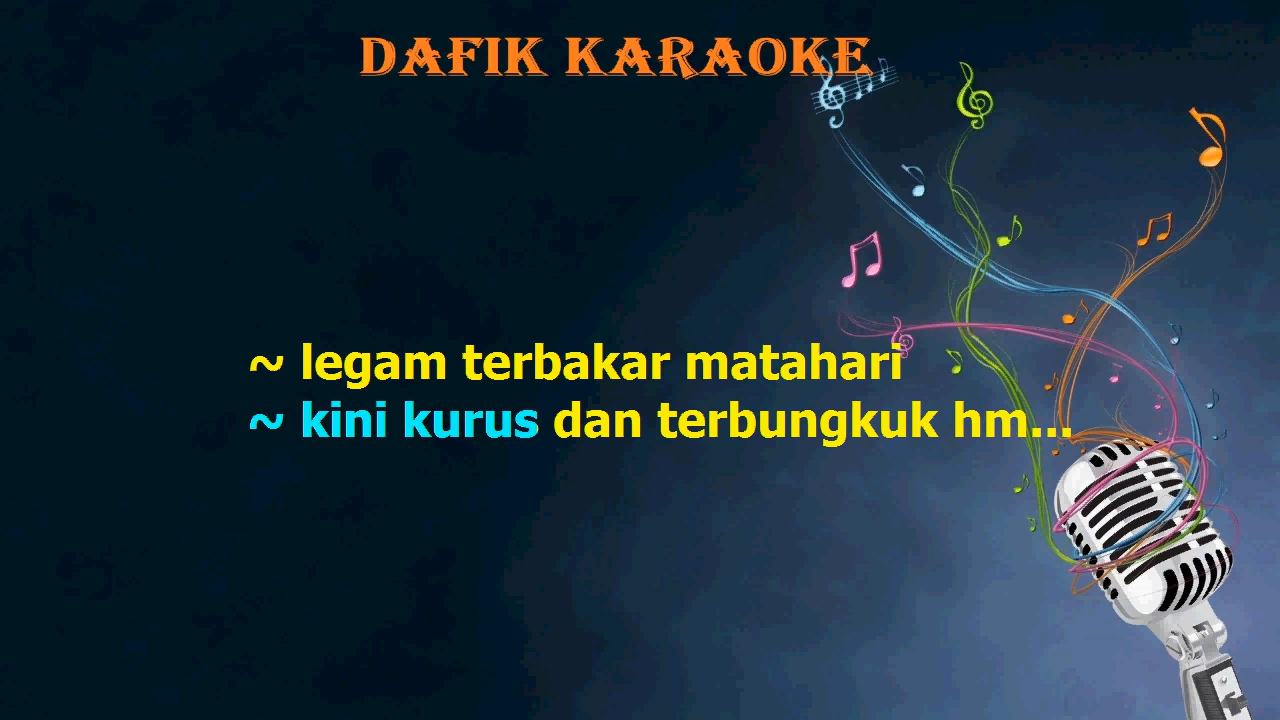 DAFIK KARAOKE
~ legam terbakar matahari
~ kini kurus dan terbungkuk hm...